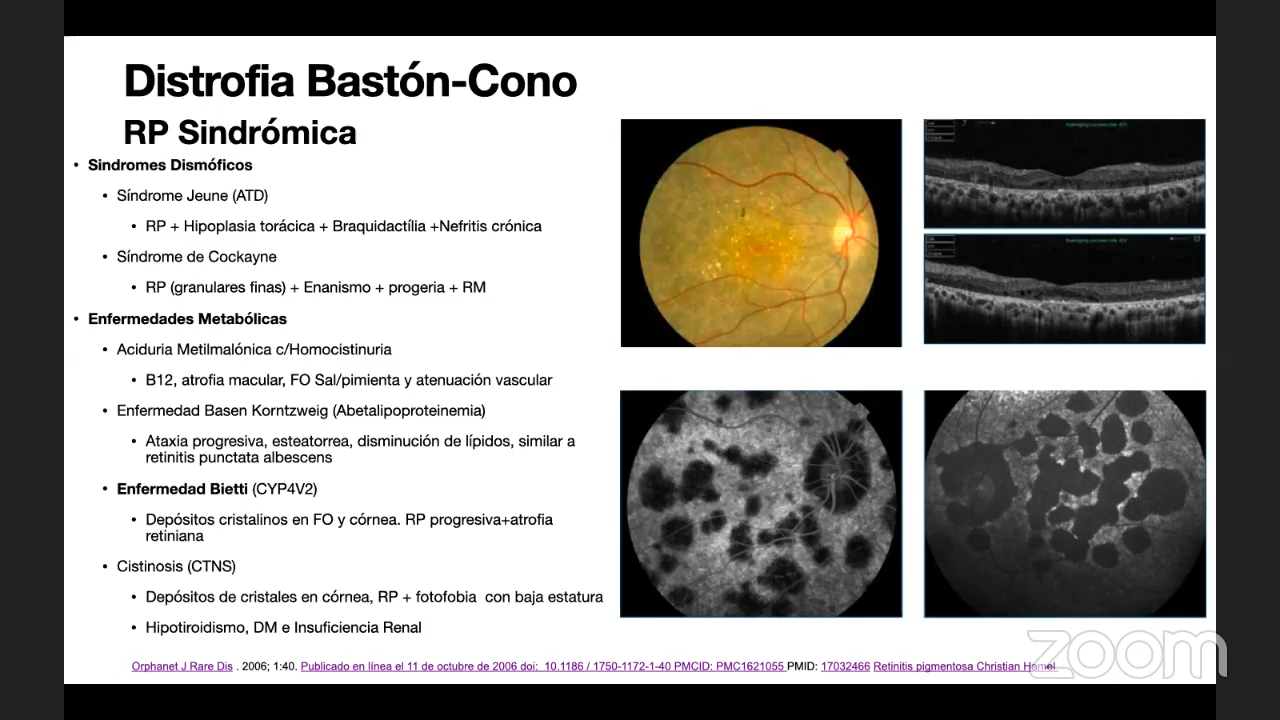 Distrofia Bastón-Cono
RP Sindrómica
• Sindromes Dismóficos
• Síndrome Jeune (ATD)
• RP + Hipoplasia torácica + Braquidactília +Nefritis crónica
• Síndrome de Cockayne
• RP (granulares finas) + Enanismo + progeria + RM
• Enfermedades Metabólicas
• Aciduria Metilmalónica c/Homocistinuria
• B12, atrofia macular, FO Sal/pimienta y atenuación vascular
• Enfermedad Basen Korntzweig (Abetalipoproteinemia)
• Ataxia progresiva, esteatorrea, disminución de lípidos, similar a
retinitis punctata albescens
• Enfermedad Bietti (CYP4V2)
• Depósitos cristalinos en FO y córnea. RP progresiva+atrofia
retiniana
• Cistinosis (CTNS)
• Depósitos de cristales en córnea, RP + fotofobia con baja estatura
• Hipotiroidismo, DM e Insuficiencia Renal
Orphanet J Rare Dis . 2006; 1:40. Publicado en línea el 11 de octubre de 2006 doi: 10.1186 / 1750-1172-1-40 PMCID: PMC1621055 PMID: 17032466 Retinitis pigmentosa Christian Hamel
zoom